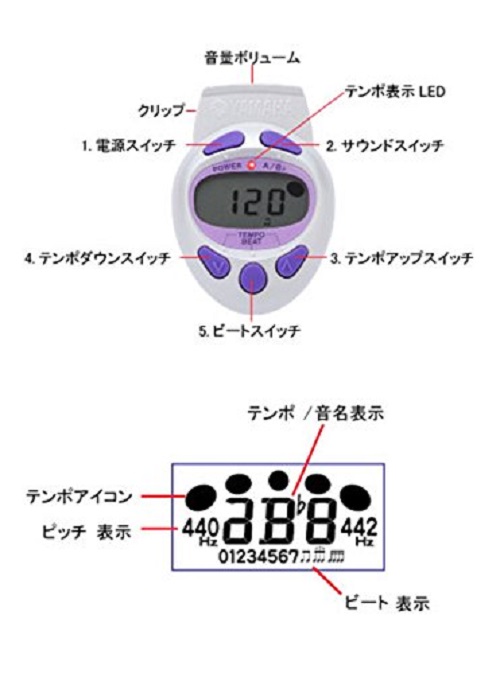 音量ボリューム
テンポ表示 LED
クリップ
YAMAHA
1. 電源スイッチ
2. サウンドスイッチ
POWER A/B♭
120
TEMPO
BEAT
4. テンポダウンスイッチ
3. テンポアップスイッチ
5. ビートスイッチ
テンポ / 音名表示
テンポアイコン
ピッチ 表示
440 Hz
442 Hz
01234567
ビート 表示